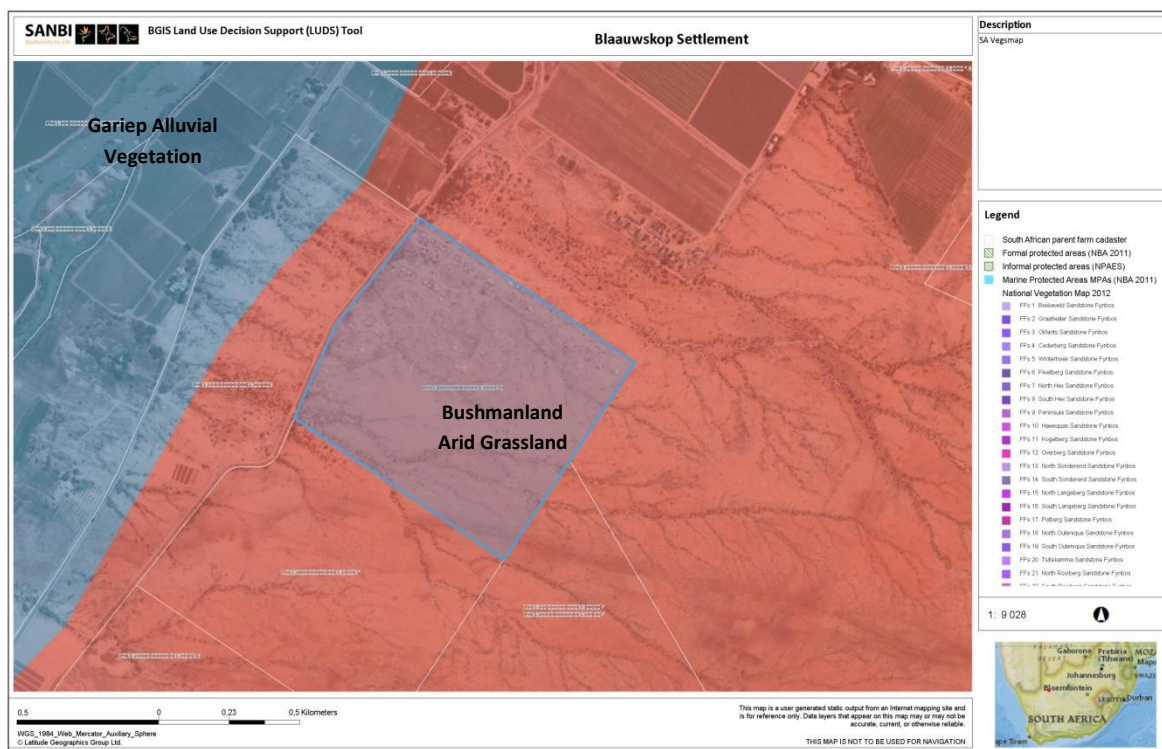 SANBI
Biodiversity for Life
BGIS Land Use Decision Support (LUDS) Tool
Blaauwskop Settlement
Description
SA Vegsmap
Gariep Alluvial
Vegetation
Bushmanland
Arid Grassland
Legend
South African parent farm cadaster
Formal protected areas (NBA 2011)
Informal protected areas (NPAES)
Marine Protected Areas MPAs (NBA 2011)
National Vegetation Map 2012
FFs 1 Bokkeveld Sandstone Fynbos
FFs 2 Graafwater Sandstone Fynbos
FFs 3 Olifants Sandstone Fynbos
FFs 4 Cederberg Sandstone Fynbos
FFs 5 Winterhoek Sandstone Fynbos
FFs 6 Piketberg Sandstone Fynbos
FFs 7 North Hex Sandstone Fynbos
FFs 8 South Hex Sandstone Fynbos
FFs 9 Peninsula Sandstone Fynbos
FFs 10 Hawequas Sandstone Fynbos
FFs 11 Kogelberg Sandstone Fynbos
FFs 12 Overberg Sandstone Fynbos
FFs 13 North Sonderend Sandstone Fynbos
FFs 14 South Sonderend Sandstone Fynbos
FFs 15 North Langeberg Sandstone Fynbos
FFs 16 South Langeberg Sandstone Fynbos
FFs 17 Potberg Sandstone Fynbos
FFs 18 North Outeniqua Sandstone Fynbos
FFs 19 South Outeniqua Sandstone Fynbos
FFs 20 Tsitsikamma Sandstone Fynbos
FFs 21 North Rooiberg Sandstone Fynbos
1: 9 028
Gaborone
Pretoria
MOZ
(Tshwane)
Map
DESERT
Johannesburg
SWAZI
Bloemfontein
LESOTHO
Durban
SOUTH AFRICA
ape Town
0,5 0 0,23 0,5 Kilometers
WGS_1984_Web_Mercator_Auxiliary_Sphere
© Latitude Geographics Group Ltd.
This map is a user generated static output from an Internet mapping site and
is for reference only. Data layers that appear on this map may or may not be
accurate, current, or otherwise reliable.
THIS MAP IS NOT TO BE USED FOR NAVIGATION